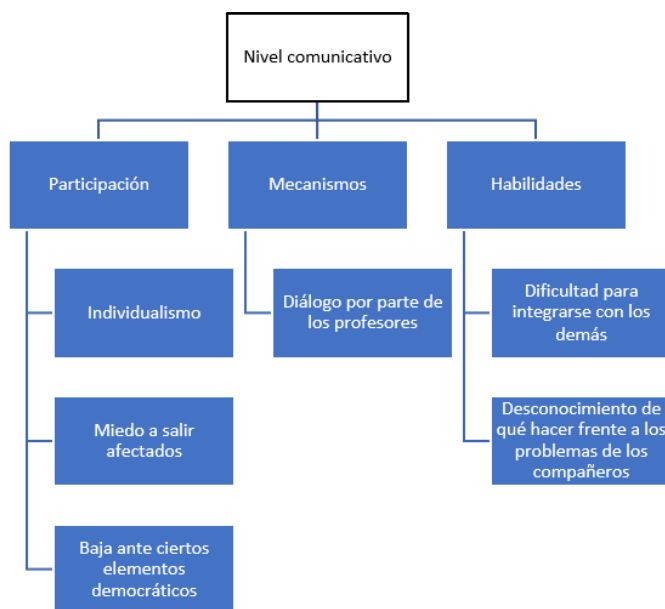 Nivel comunicativo
Participación
Mecanismos
Habilidades
Individualismo
Diálogo por parte de
los profesores
Dificultad para
integrarse con los
demás
Miedo a salir
afectados
Desconocimiento de
qué hacer frente a los
problemas de los
compañeros
Baja ante ciertos
elementos
democráticos